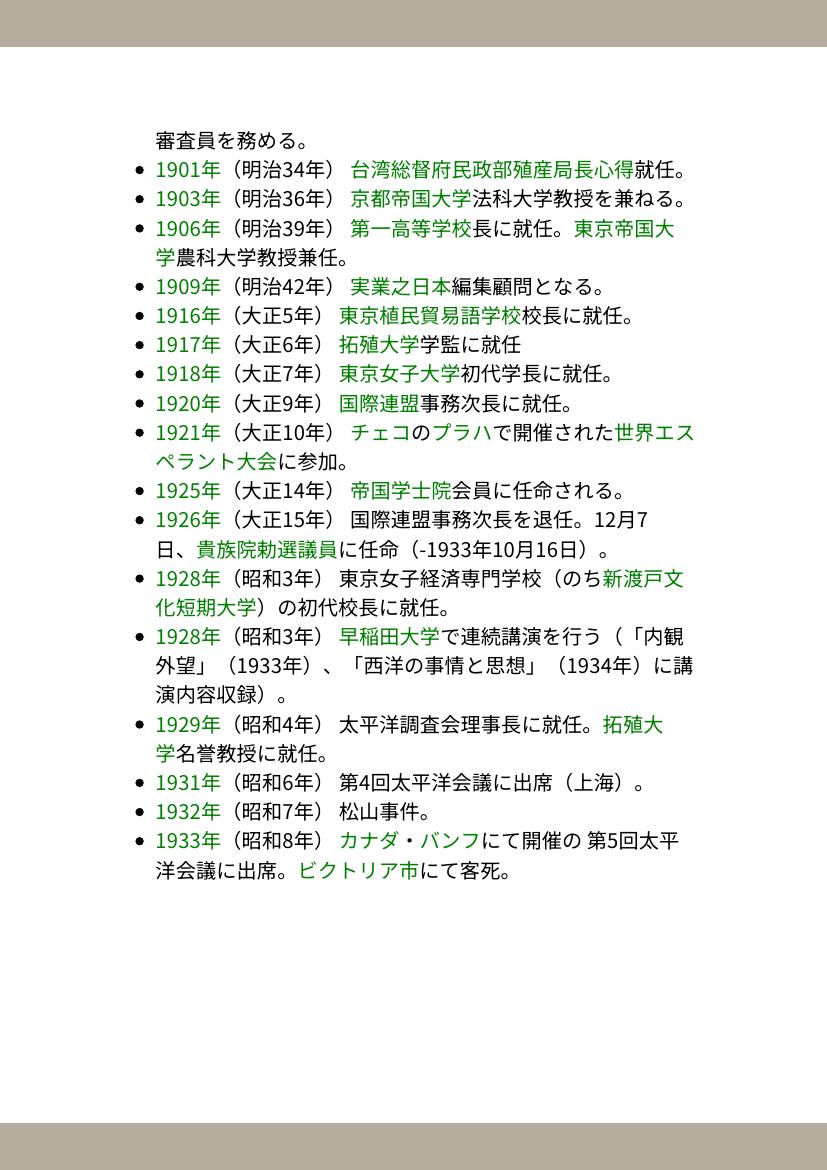 審査員を務める。
• 1901年（明治34年） 台湾総督府民政部殖産局長心得就任。
• 1903年（明治36年） 京都帝国大学法科大学教授を兼ねる。
• 1906年（明治39年） 第一高等学校長に就任。東京帝国大
学農科大学教授兼任。
• 1909年（明治42年） 実業之日本編集顧問となる。
• 1916年（大正5年） 東京植民貿易語学校校長に就任。
• 1917年（大正6年） 拓殖大学学監に就任
• 1918年（大正7年） 東京女子大学初代学長に就任。
• 1920年（大正9年） 国際連盟事務次長に就任。
• 1921年（大正10年） チェコのプラハで開催された世界エス
ペラント大会に参加。
• 1925年（大正14年） 帝国学士院会員に任命される。
• 1926年（大正15年） 国際連盟事務次長を退任。12月7
日、貴族院勅選議員に任命（-1933年10月16日）。
• 1928年（昭和3年） 東京女子経済専門学校（のち新渡戸文
化短期大学）の初代校長に就任。
• 1928年（昭和3年） 早稲田大学で連続講演を行う（「内観
外望」（1933年）、「西洋の事情と思想」（1934年）に講
演内容収録）。
• 1929年（昭和4年） 太平洋調査会理事長に就任。拓殖大
学名誉教授に就任。
• 1931年（昭和6年） 第4回太平洋会議に出席（上海）。
• 1932年（昭和7年） 松山事件。
• 1933年（昭和8年） カナダ・バンフにて開催の 第5回太平
洋会議に出席。ビクトリア市にて客死。